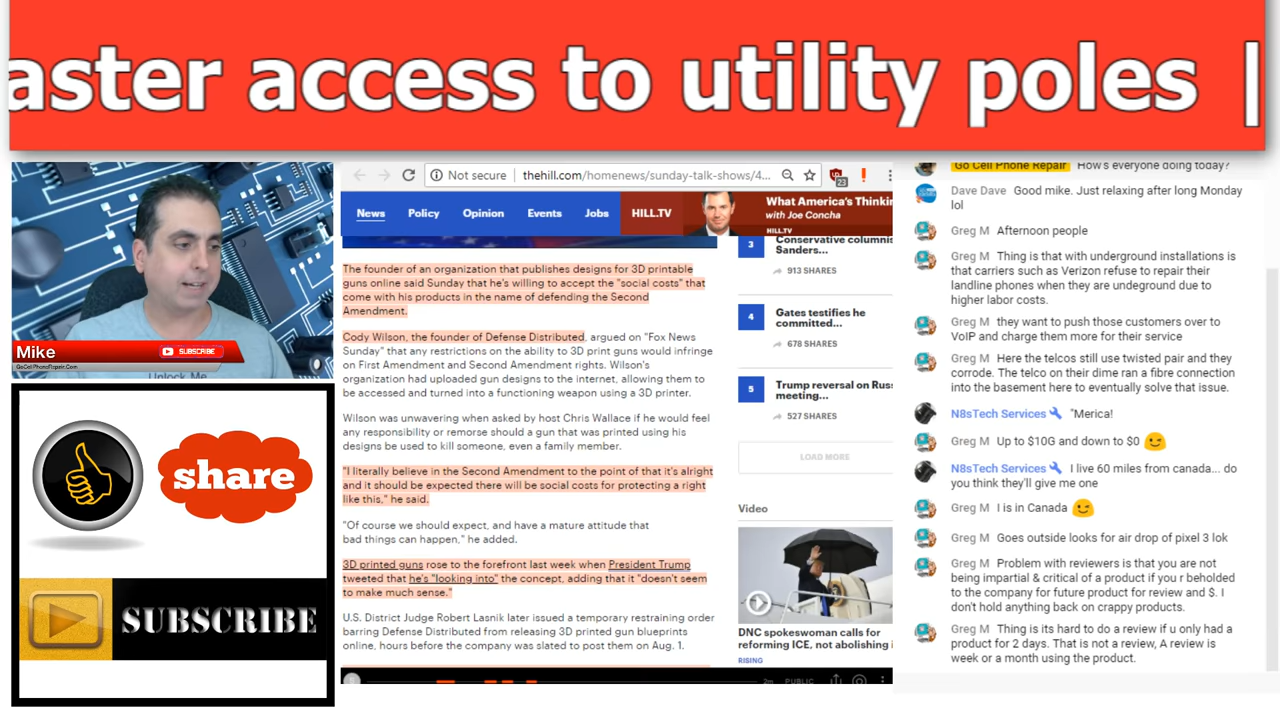 aster access to utility poles |
Mike
SUBSCRIBE
GoCellPhoneRepair.Com
Unlock Me
share
SUBSCRIBE
Not secure | thehill.com/homenews/sunday-talk-shows/4...
23
News Policy Opinion Events Jobs HILL.TV
What America's Thinkin
with Joe Concha
HILL.TV
The founder of an organization that publishes designs for 3D printable
guns online said Sunday that he's willing to accept the "social costs" that
come with his products in the name of defending the Second
Amendment.
Cody Wilson, the founder of Defense Distributed, argued on "Fox News
Sunday" that any restrictions on the ability to 3D print guns would infringe
on First Amendment and Second Amendment rights. Wilson's
organization had uploaded gun designs to the internet, allowing them to
be accessed and turned into a functioning weapon using a 3D printer.
Wilson was unwavering when asked by host Chris Wallace if he would feel
any responsibility or remorse should a gun that was printed using his
designs be used to kill someone, even a family member.
"I literally believe in the Second Amendment to the point of that it's alright
and it should be expected there will be social costs for protecting a right
like this," he said.
"Of course we should expect, and have a mature attitude that
bad things can happen," he added.
3D printed guns rose to the forefront last week when President Trump
tweeted that he's "looking into" the concept, adding that it "doesn't seem
to make much sense."
U.S. District Judge Robert Lasnik later issued a temporary restraining order
barring Defense Distributed from releasing 3D printed gun blueprints
online, hours before the company was slated to post them on Aug. 1.
3
Conservative columnis
Sanders...
913 SHARES
4
Gates testifies he
committed...
678 SHARES
5
Trump reversal on Russ
meeting...
527 SHARES
LOAD MORE
Video
DNC spokeswoman calls for
reforming ICE, not abolishing i
RISING
2m PUBLIC
Go Cell Phone Repair How's everyone doing today?
Dave Dave Good mike. Just relaxing after long Monday
lol
Greg M Afternoon people
Greg M Thing is that with underground installations is
is that carriers such as Verizon refuse to repair their
landline phones when they are undeground due to
higher labor costs.
Greg M they want to push those customers over to
VoIP and charge them more for their service
Greg M Here the telcos still use twisted pair and they
corrode. The telco on their dime ran a fibre connection
into the basement here to eventually solve that issue.
N8sTech Services "Merica!
Greg M Up to $10G and down to $0
N8sTech Services I live 60 miles from canada... do
you think they'll give me one
Greg M I is in Canada
Greg M Goes outside looks for air drop of pixel 3 lok
Greg M Problem with reviewers is that you are not
being impartial & critical of a product if you r beholded
to the company for future product for review and $. I
don't hold anything back on crappy products.
Greg M Thing is its hard to do a review if u only had a
product for 2 days. That is not a review, A review is
week or a month using the product.